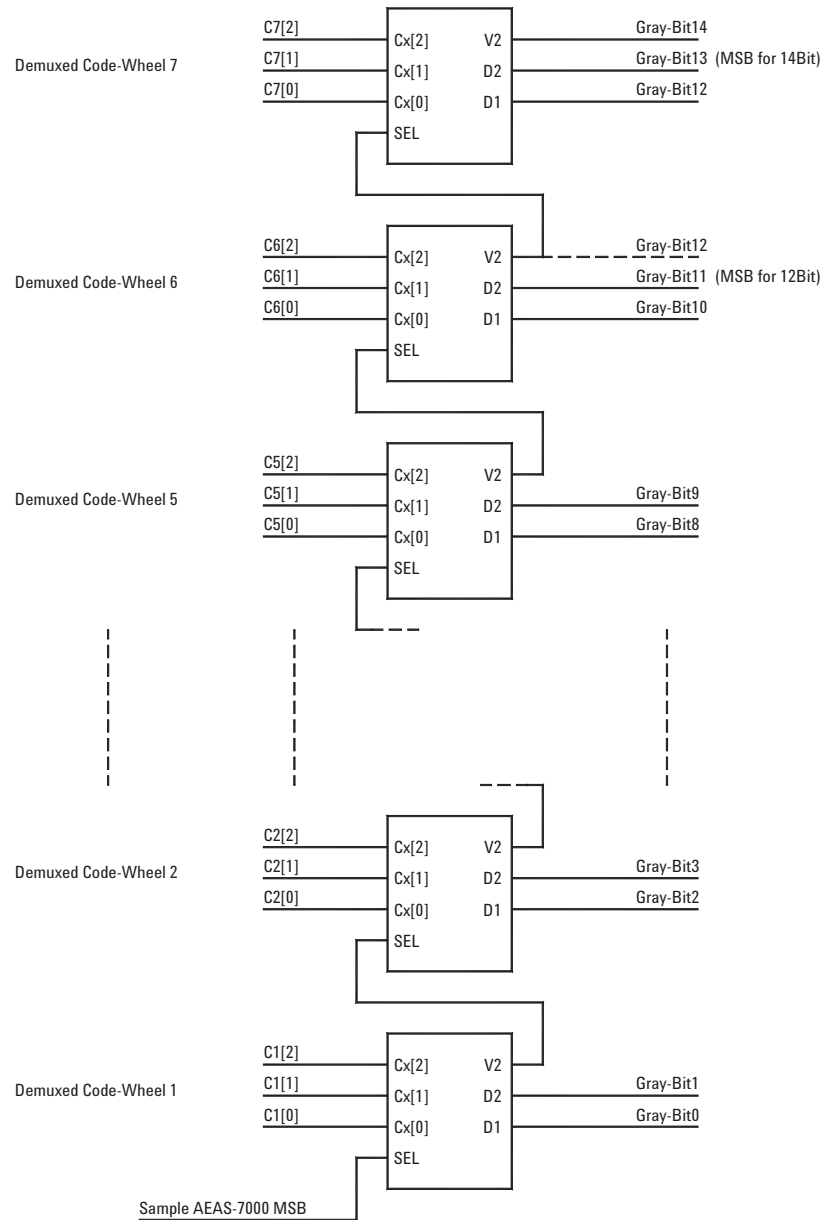 C7[2] Cx[2] V2 Gray-Bit14
Demuxed Code-Wheel 7 C7[1] Cx[1] D2 Gray-Bit13 (MSB for 14Bit)
C7[0] Cx[0] D1 Gray-Bit12
SEL
C6[2] Cx[2] V2 Gray-Bit12
Demuxed Code-Wheel 6 C6[1] Cx[1] D2 Gray-Bit11 (MSB for 12Bit)
C6[0] Cx[0] D1 Gray-Bit10
SEL
C5[2] Cx[2] V2
Demuxed Code-Wheel 5 C5[1] Cx[1] D2 Gray-Bit9
C5[0] Cx[0] D1 Gray-Bit8
SEL
C2[2] Cx[2] V2
Demuxed Code-Wheel 2 C2[1] Cx[1] D2 Gray-Bit3
C2[0] Cx[0] D1 Gray-Bit2
SEL
C1[2] Cx[2] V2
Demuxed Code-Wheel 1 C1[1] Cx[1] D2 Gray-Bit1
C1[0] Cx[0] D1 Gray-Bit0
SEL
Sample AEAS-7000 MSB